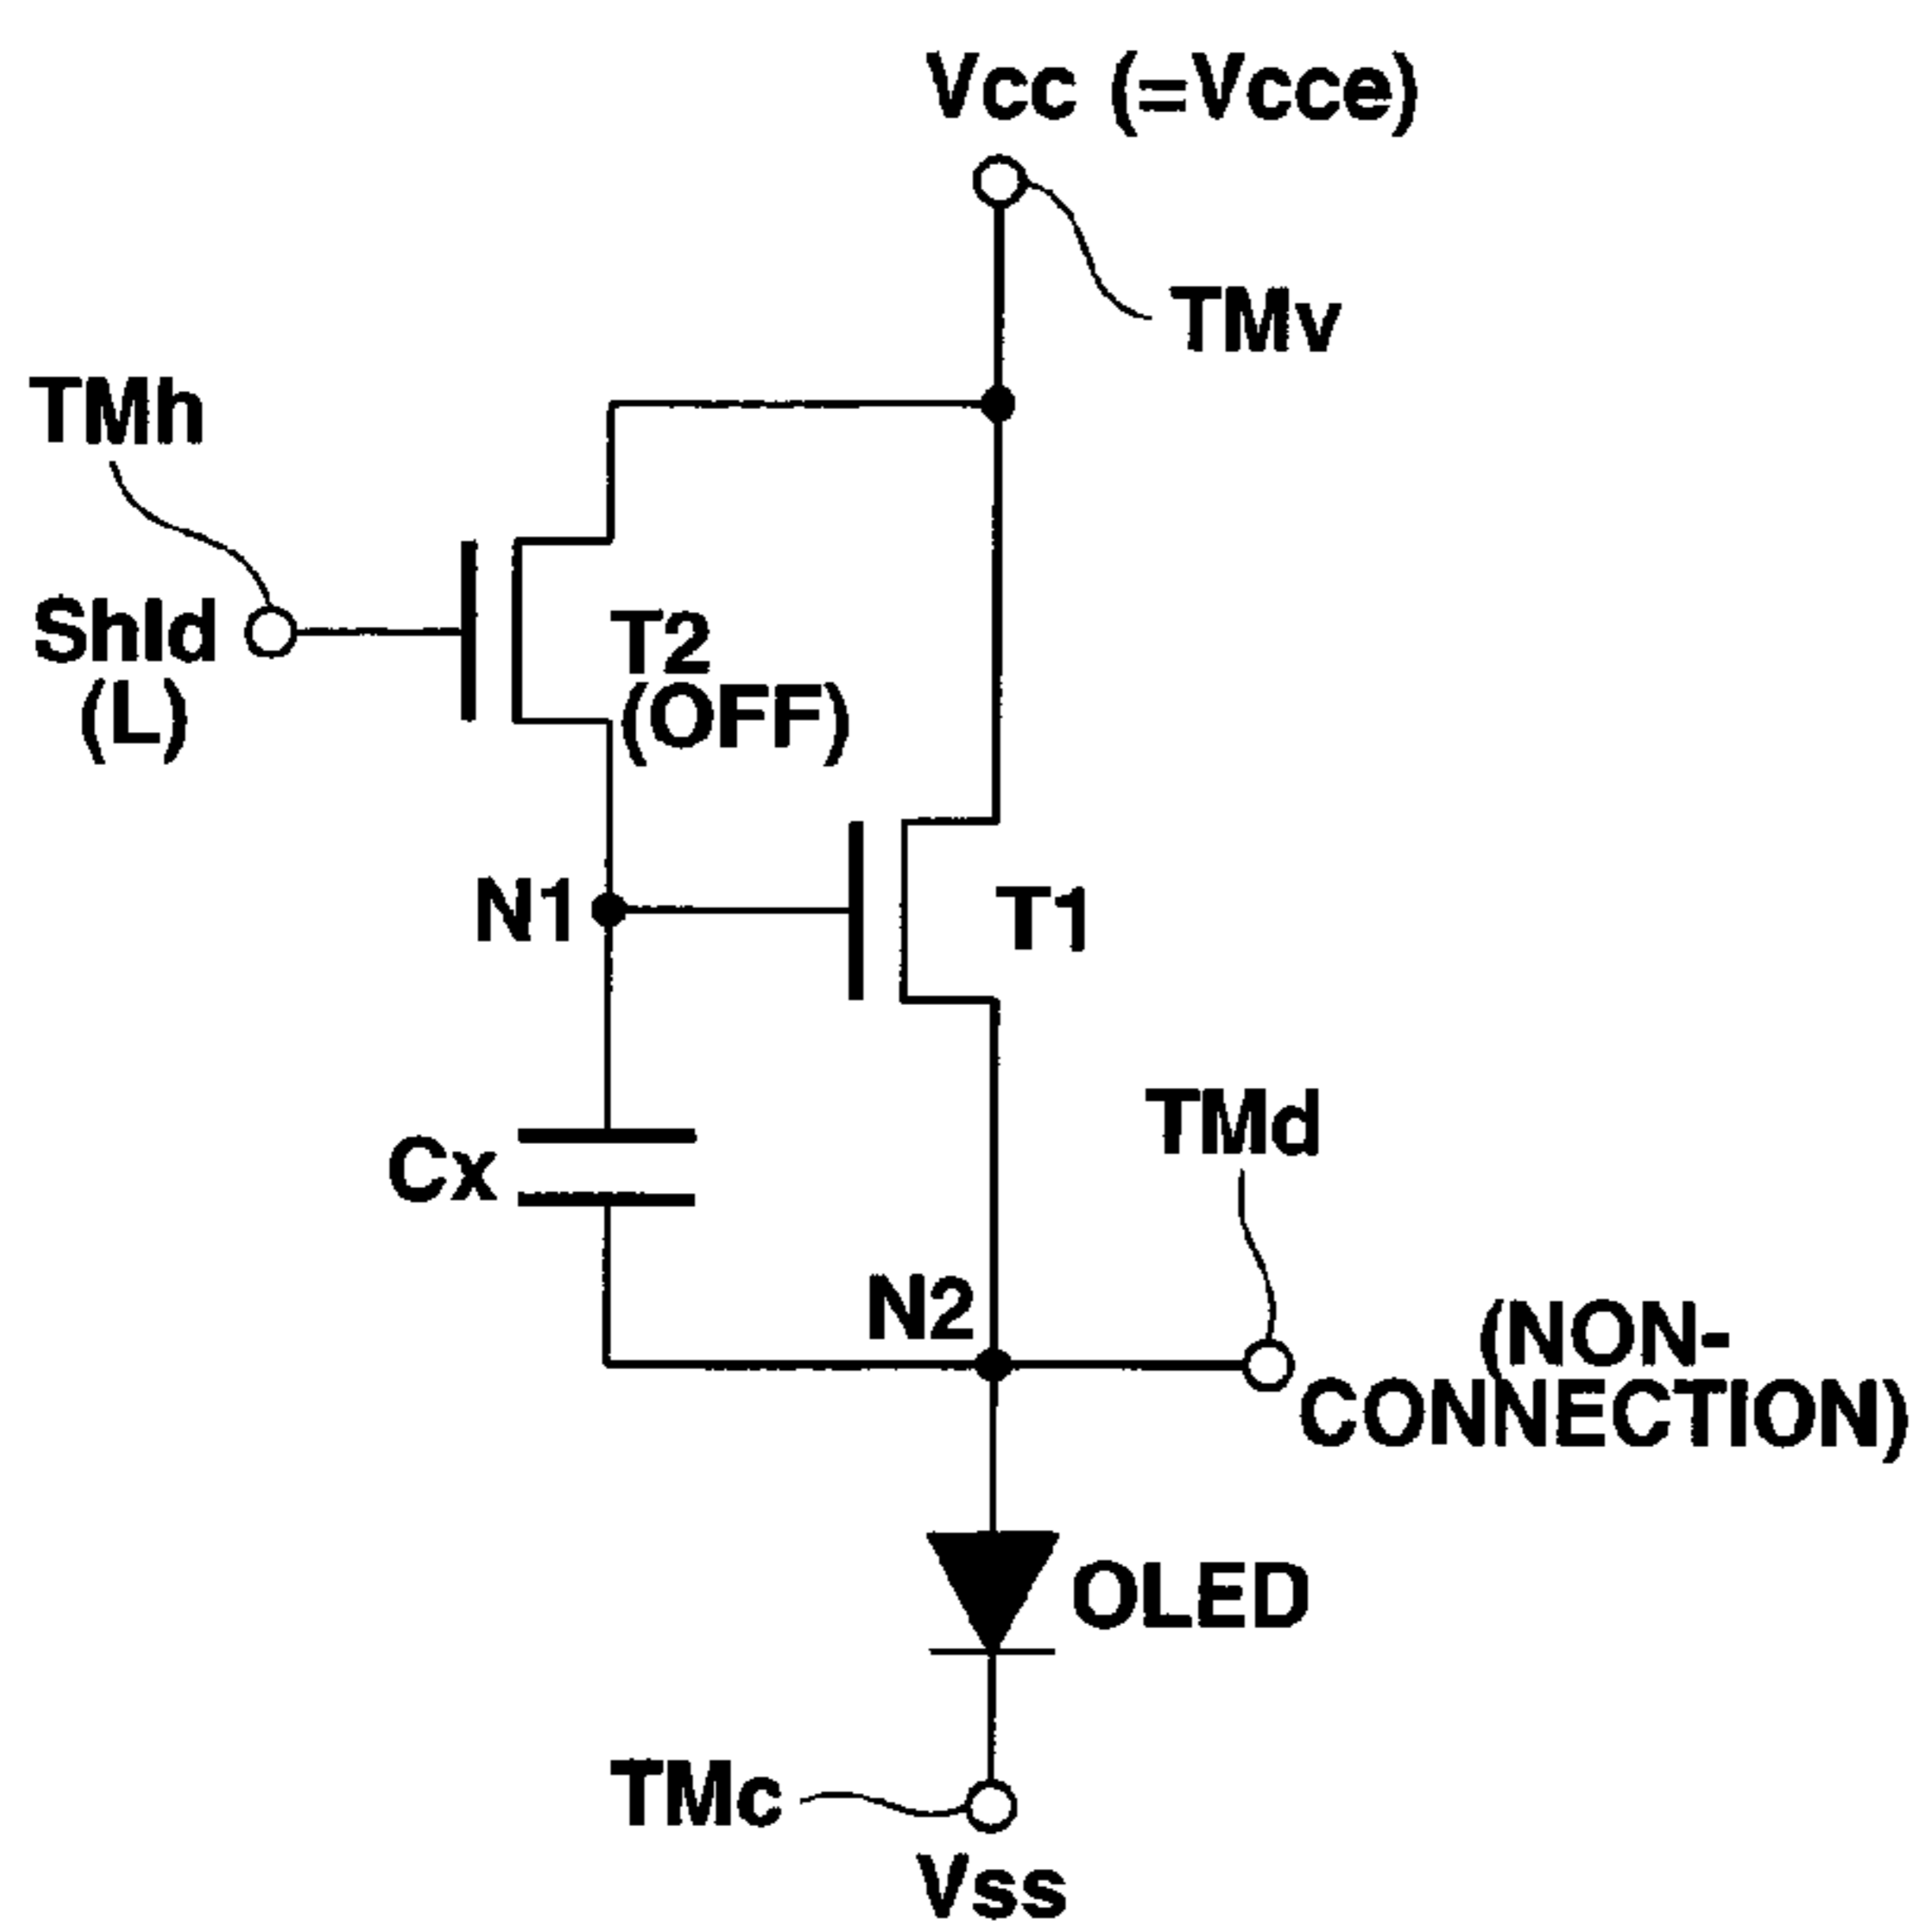 Vcc (=Vcce)
TMv
TMh
Shld
(L)
T2
(OFF)
N1
T1
TMd
Cx
N2
(NON-
CONNECTION)
OLED
TMc
Vss